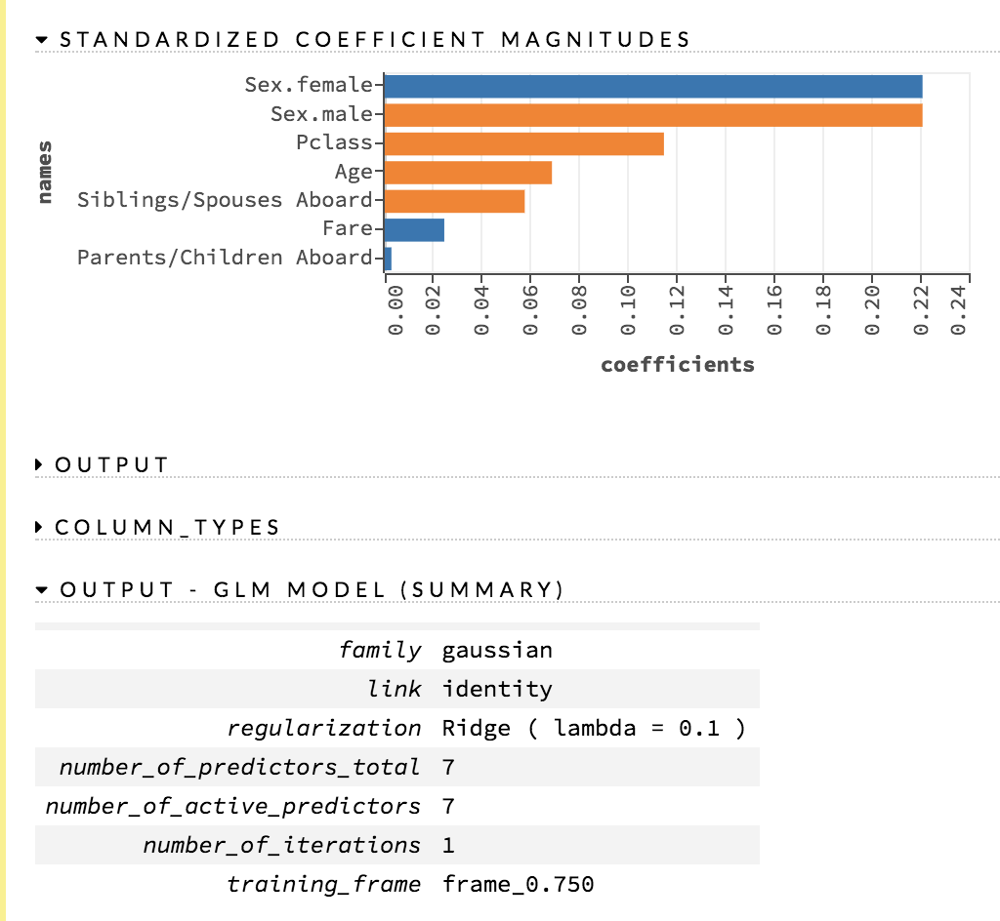 STANDARDIZED COEFFICIENT MAGNITUDES
names
Sex.female
Sex.male
Pclass
Age
Siblings/Spouses Aboard
Fare
Parents/Children Aboard
0.00 0.02 0.04 0.06 0.08 0.10 0.12 0.14 0.16 0.18 0.20 0.22 0.24
coefficients
OUTPUT
COLUMN_TYPES
OUTPUT - GLM MODEL (SUMMARY)
family gaussian
link identity
regularization Ridge ( lambda = 0.1 )
number_of_predictors_total 7
number_of_active_predictors 7
number_of_iterations 1
training_frame frame_0.750